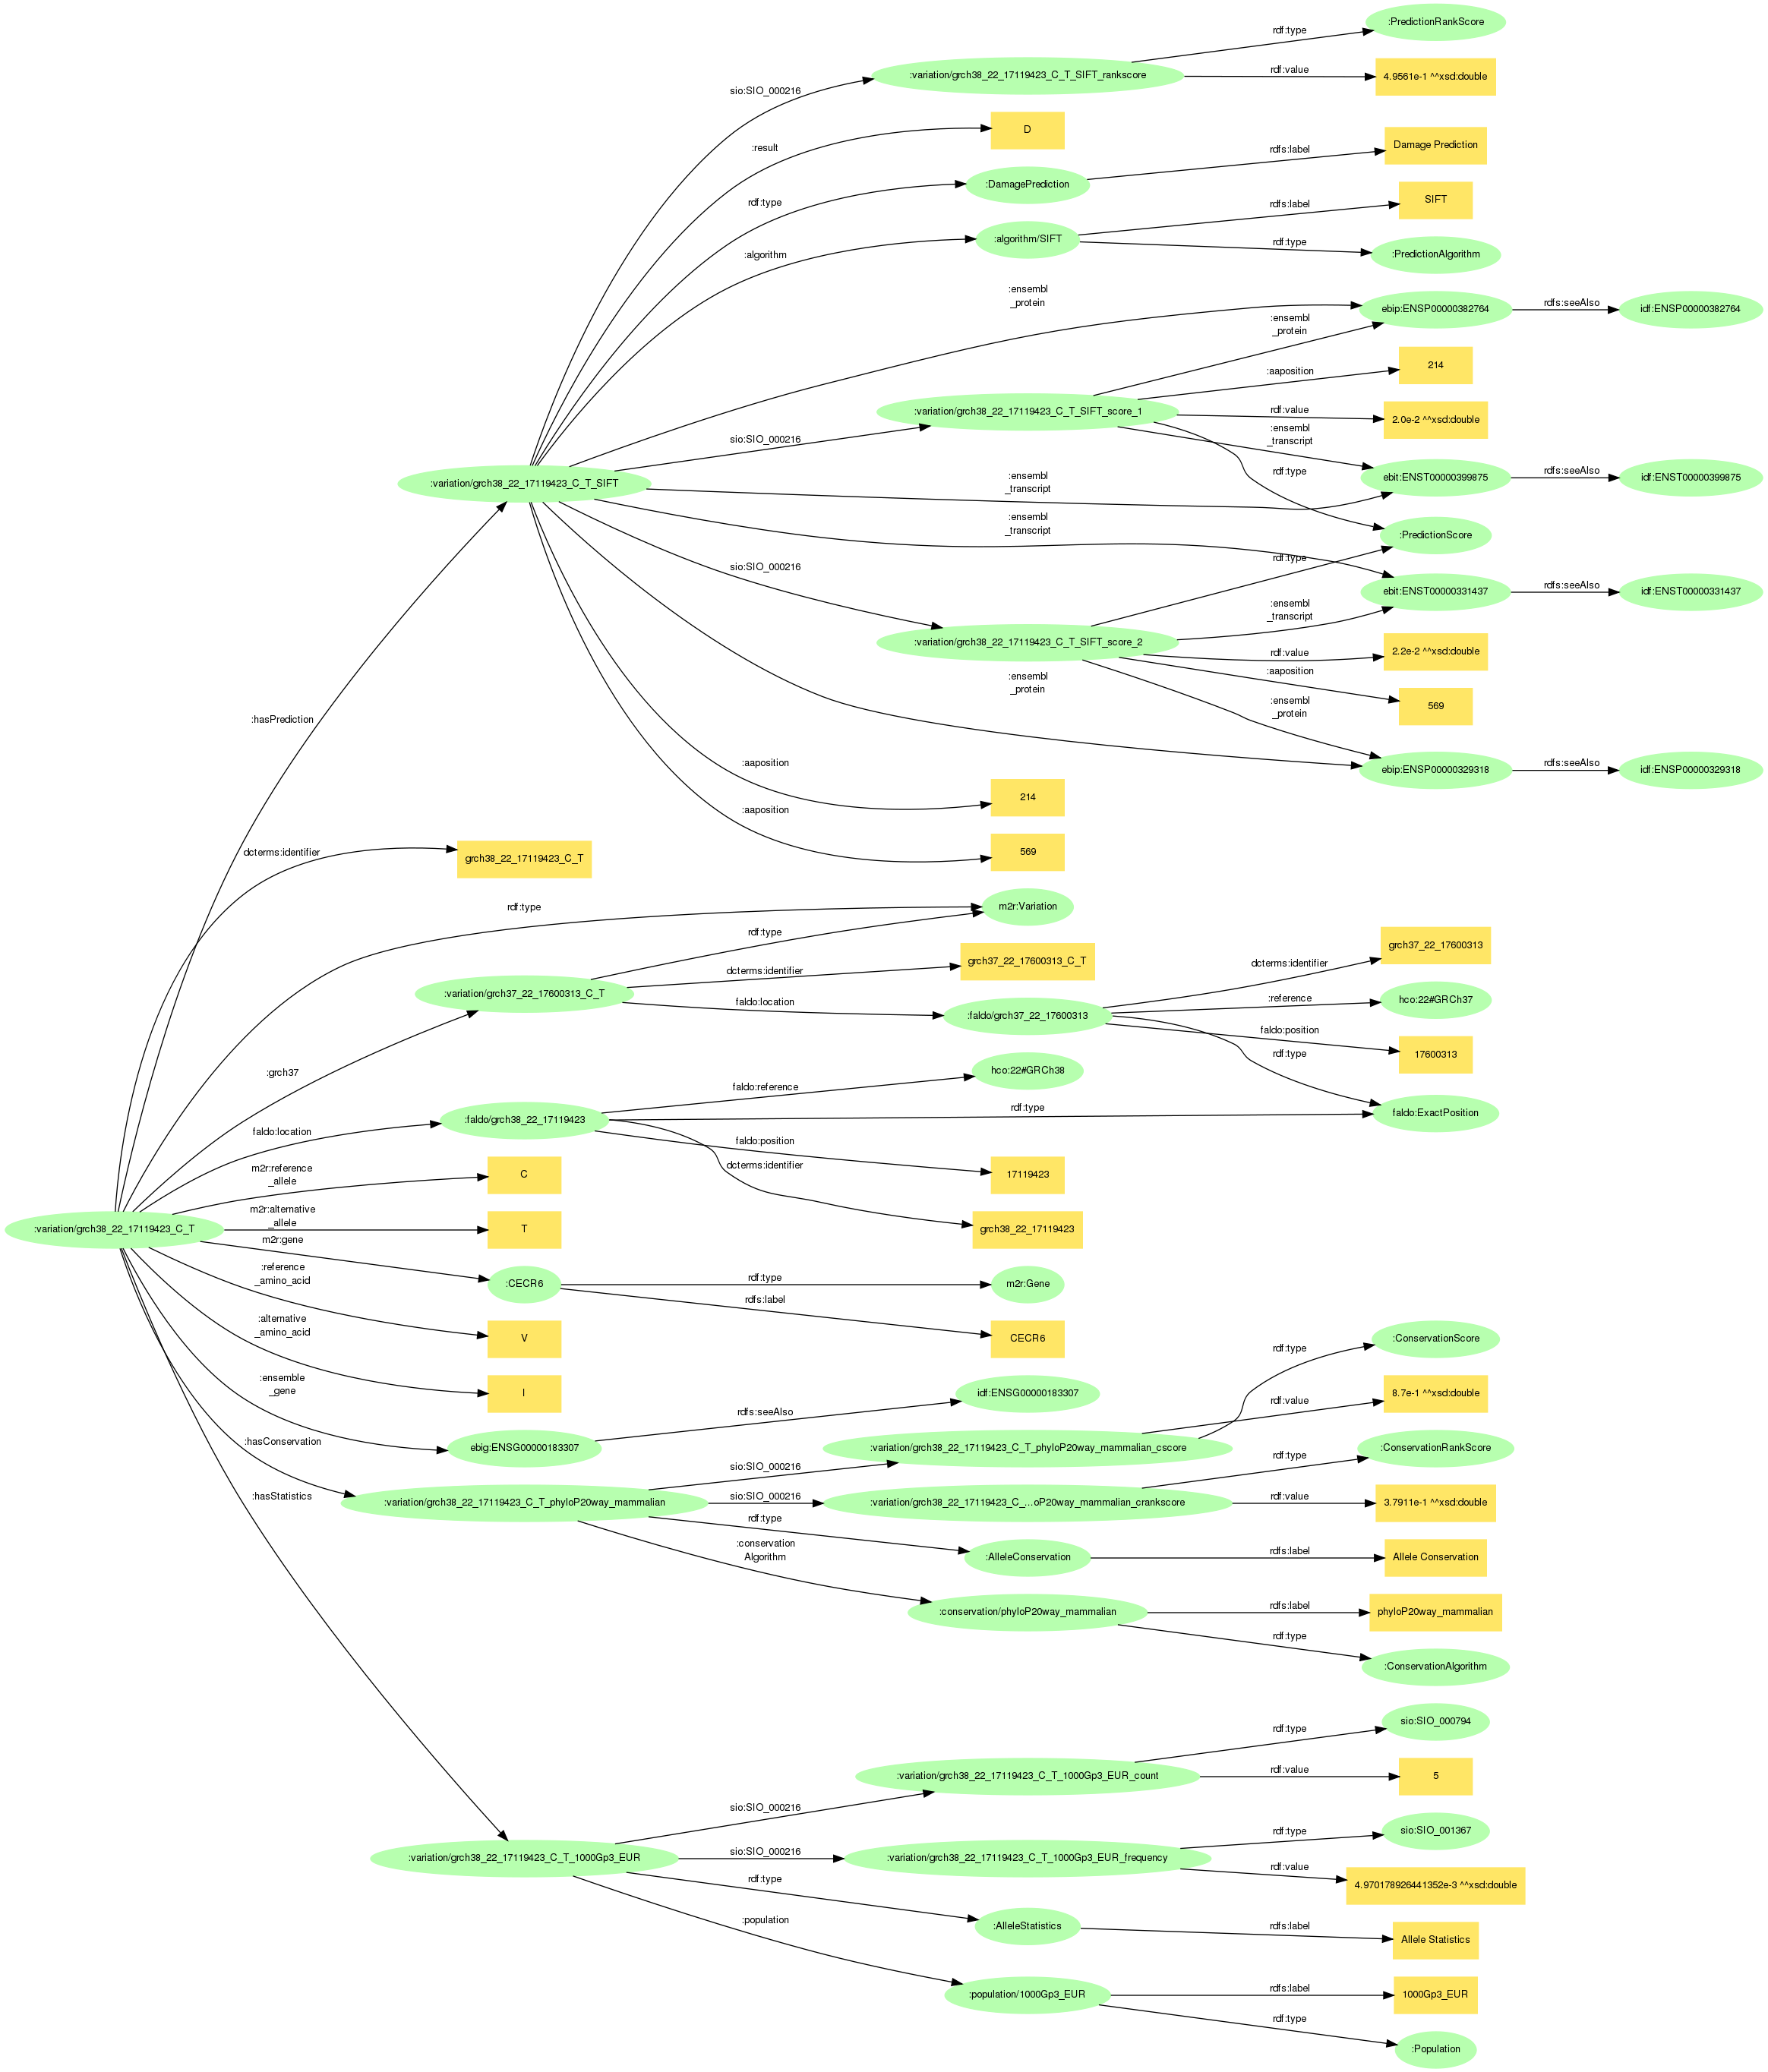 :PredictionRankScore
rdf:type
:variation/grch38_22_17119423_C_T_SIFT_rankscore
rdf:value
4.9561e-1 ^^xsd:double
sio:SIO_000216
D
:result
Damage Prediction
rdfs:label
:DamagePrediction
rdf:type
SIFT
rdfs:label
:algorithm/SIFT
rdf:type
:algorithm
:PredictionAlgorithm
:ensembl
_protein
ebip:ENSP00000382764
rdfs:seeAlso
idf:ENSP00000382764
:ensembl
_protein
214
:aaposition
:variation/grch38_22_17119423_C_T_SIFT_score_1
rdf:value
2.0e-2 ^^xsd:double
sio:SIO_000216
:ensembl
_transcript
rdf:type
:ensembl
_transcript
ebit:ENST00000399875
rdfs:seeAlso
idf:ENST00000399875
:variation/grch38_22_17119423_C_T_SIFT
:ensembl
_transcript
:PredictionScore
rdf:type
sio:SIO_000216
ebit:ENST00000331437
rdfs:seeAlso
idf:ENST00000331437
:ensembl
_transcript
:variation/grch38_22_17119423_C_T_SIFT_score_2
rdf:value
2.2e-2 ^^xsd:double
:aaposition
569
:ensembl
_protein
:ensembl
_protein
:hasPrediction
ebip:ENSP00000329318
rdfs:seeAlso
idf:ENSP00000329318
:aaposition
214
:aaposition
569
dcterms:identifier
grch38_22_17119423_C_T
rdf:type
m2r:Variation
rdf:type
grch37_22_17600313_C_T
dcterms:identifier
:variation/grch37_22_17600313_C_T
faldo:location
:faldo/grch37_22_17600313
dcterms:identifier
grch37_22_17600313
:reference
hco:22#GRCh37
faldo:position
17600313
rdf:type
:grch37
hco:22#GRCh38
faldo:reference
:faldo/grch38_22_17119423
rdf:type
faldo:ExactPosition
faldo:location
faldo:position
17119423
dcterms:identifier
grch38_22_17119423
m2r:reference
_allele
C
:variation/grch38_22_17119423_C_T
m2r:alternative
_allele
T
m2r:gene
:CECR6
rdf:type
m2r:Gene
rdfs:label
CECR6
:reference
_amino_acid
V
:alternative
_amino_acid
I
:ensemble
_gene
ebig:ENSG00000183307
rdfs:seeAlso
idf:ENSG00000183307
:ConservationScore
rdf:type
8.7e-1 ^^xsd:double
rdf:value
:hasConservation
:variation/grch38_22_17119423_C_T_phyloP20way_mammalian_cscore
sio:SIO_000216
:ConservationRankScore
rdf:type
:variation/grch38_22_17119423_C_T_phyloP20way_mammalian
sio:SIO_000216
:variation/grch38_22_17119423_C_...oP20way_mammalian_crankscore
rdf:value
3.7911e-1 ^^xsd:double
rdf:type
:AlleleConservation
rdfs:label
Allele Conservation
:conservation
Algorithm
:conservation/phyloP20way_mammalian
rdfs:label
phyloP20way_mammalian
rdf:type
:ConservationAlgorithm
:hasStatistics
sio:SIO_000794
rdf:type
:variation/grch38_22_17119423_C_T_1000Gp3_EUR_count
rdf:value
5
sio:SIO_000216
sio:SIO_001367
rdf:type
:variation/grch38_22_17119423_C_T_1000Gp3_EUR
sio:SIO_000216
:variation/grch38_22_17119423_C_T_1000Gp3_EUR_frequency
rdf:value
4.970178926441352e-3 ^^xsd:double
rdf:type
:AlleleStatistics
rdfs:label
Allele Statistics
:population
:population/1000Gp3_EUR
rdfs:label
1000Gp3_EUR
rdf:type
:Population